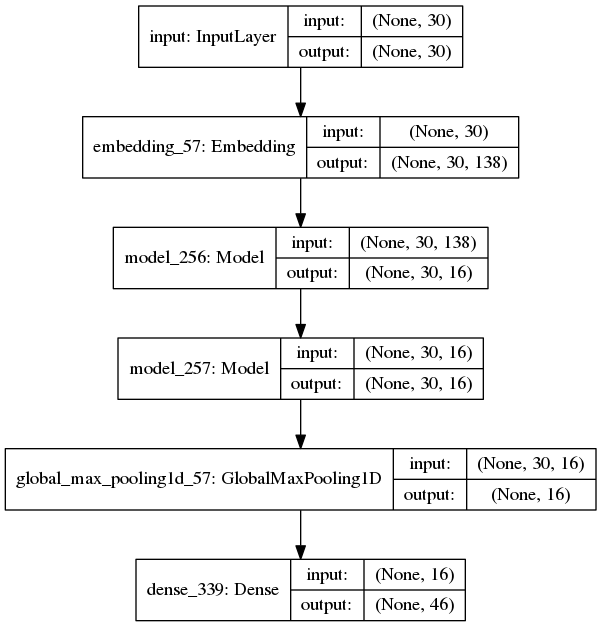 input: InputLayer
input: (None, 30)
output: (None, 30)
embedding_57: Embedding
input: (None, 30)
output: (None, 30, 138)
model_256: Model
input: (None, 30, 138)
output: (None, 30, 16)
model_257: Model
input: (None, 30, 16)
output: (None, 30, 16)
global_max_pooling1d_57: GlobalMaxPooling1D
input: (None, 30, 16)
output: (None, 16)
dense_339: Dense
input: (None, 16)
output: (None, 46)